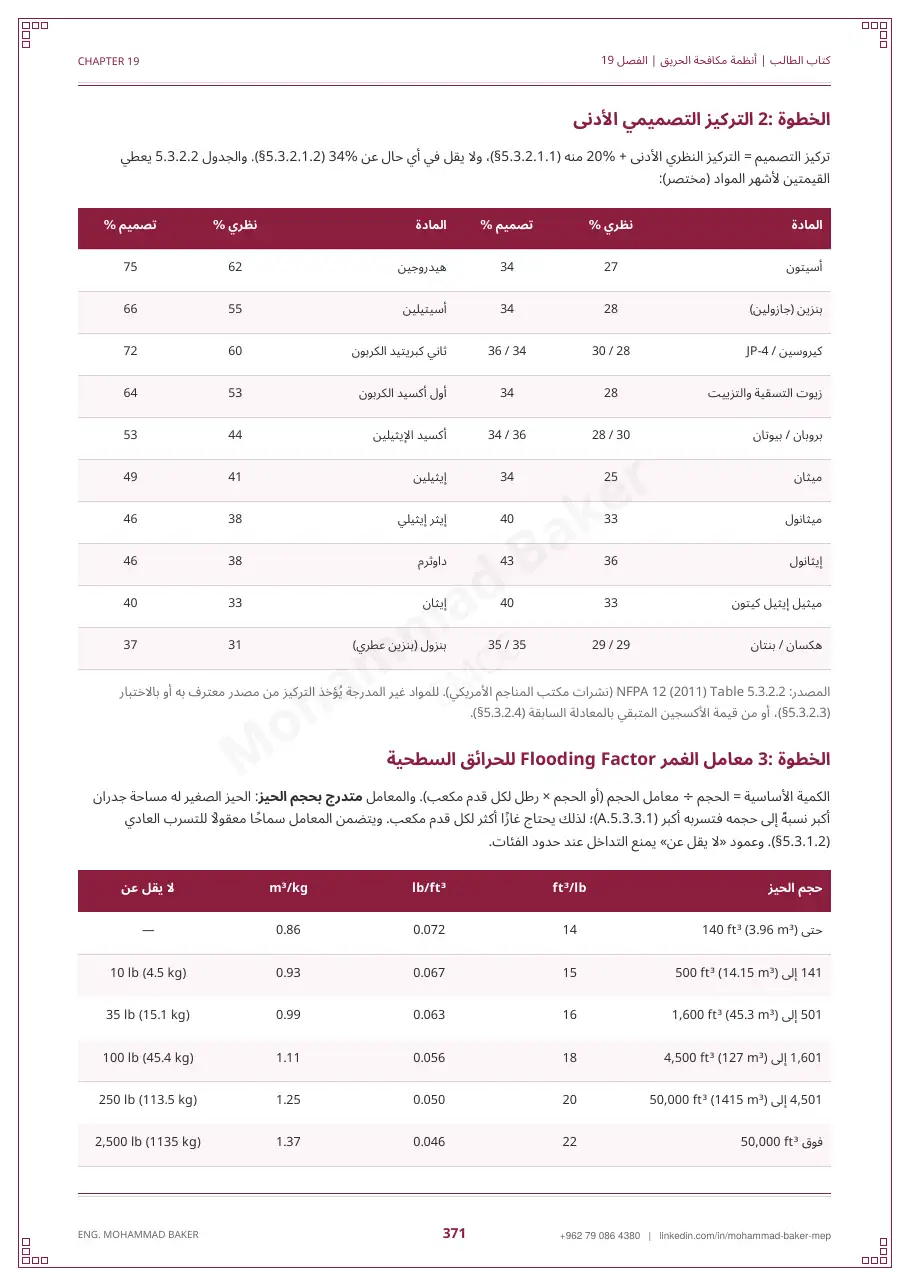 كتاب الطالب | أنظمة مكافحة الحريق | الفصل 19
CHAPTER 19
الخطوة 2: التركيز التصميمي الأدنى
تركيز التصميم = التركيز النظري الأدنى + 20% منه (§5.3.2.1.1)، ولا يقل في أي حال عن 34% (§5.3.2.1.2). والجدول 5.3.2.2 يعطي
القيمتين لأشهر المواد (مختصر):
المادة نظري % تصميم % المادة نظري % تصميم %
أسيتون 27 34 هيدروجين 62 75
بنزين (جازولين) 28 34 أسيتيلين 55 66
كيروسين / JP-4 30 / 28 36 / 34 ثاني كبريتيد الكربون 60 72
زيوت التسقية والتزييت 28 34 أول أكسيد الكربون 53 64
بروبان / بيوتان 28 / 30 34 / 36 أكسيد الإيثيلين 44 53
ميثان 25 34 إيثيلين 41 49
ميثانول 33 40 إيثر إيثيلي 38 46
إيثانول 36 43 داوثرم 38 46
ميثيل إيثيل كيتون 33 40 إيثان 33 40
هكسان / بنتان 29 / 29 35 / 35 بنزول (بنزين عطري) 31 37
المصدر: NFPA 12 (2011) Table 5.3.2.2 (نشرات مكتب المناجم الأمريكي). للمواد غير المدرجة يُؤخذ التركيز من مصدر معترف به أو بالاختبار
(§5.3.2.3)، أو من قيمة الأكسجين المتبقي بالمعادلة السابقة (§5.3.2.4).
الخطوة 3: معامل الغمر Flooding Factor للحرائق السطحية
الكمية الأساسية = الحجم ÷ معامل الحجم (أو الحجم × رطل لكل قدم مكعب). والمعامل متدرج بحجم الحيز: الحيز الصغير له مساحة جدران
أكبر نسبةً إلى حجمه فتسربه أكبر (A.5.3.3.1)؛ لذلك يحتاج غازًا أكثر لكل قدم مكعب. ويتضمن المعامل سماحًا معقولًا للتسرب العادي
(§5.3.1.2). وعمود «لا يقل عن» يمنع التداخل عند حدود الفئات.
حجم الحيز ft³/lb lb/ft³ m³/kg لا يقل عن
حتى 140 ft³ (3.96 m³) 14 0.072 0.86 —
141 إلى 500 ft³ (14.15 m³) 15 0.067 0.93 10 lb (4.5 kg)
501 إلى 1,600 ft³ (45.3 m³) 16 0.063 0.99 35 lb (15.1 kg)
1,601 إلى 4,500 ft³ (127 m³) 18 0.056 1.11 100 lb (45.4 kg)
4,501 إلى 50,000 ft³ (1415 m³) 20 0.050 1.25 250 lb (113.5 kg)
فوق 50,000 ft³ 22 0.046 1.37 2,500 lb (1135 kg)
Mohammad Baker
ENG. MOHAMMAD BAKER
371
+962 79 086 4380 | linkedin.com/in/mohammad-baker-mep